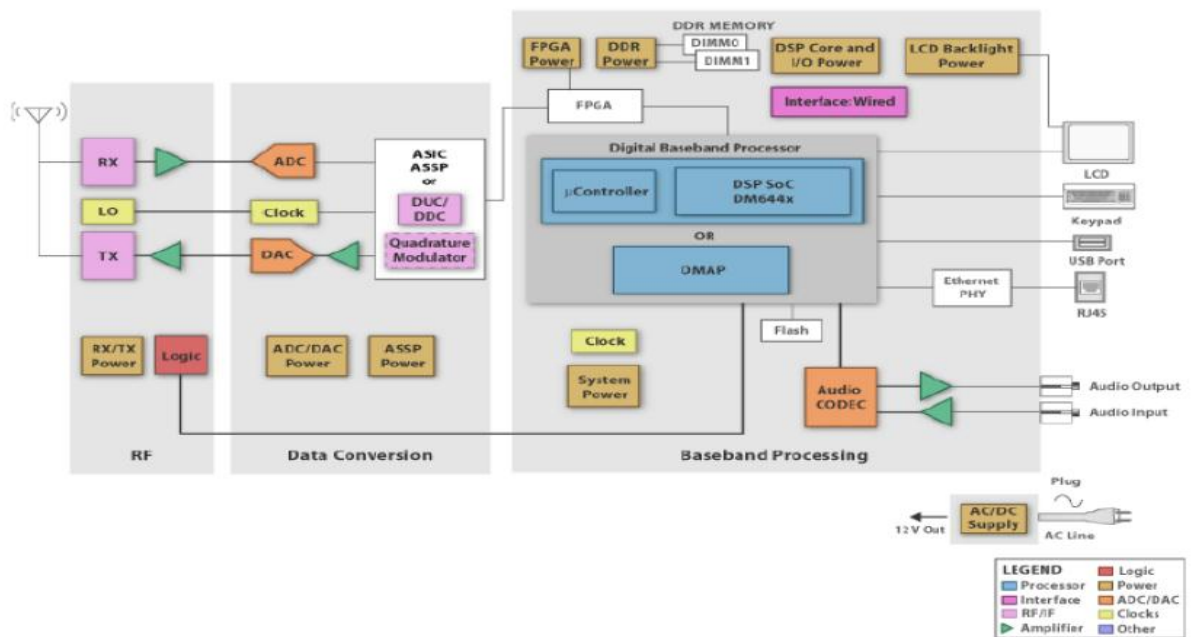 DDR MEMORY
FPGA
Power
DDR
Power
DIMM0
DIMM1
DSP Core and
I/O Power
LCD Backlight
Power
FPGA
Interface: Wired
RX
ADC
ASIC
ASSP
or
DUC/
DDC
Quadrature
Modulator
LO
Clock
TX
DAC
Digital Baseband Processor
μController
DSP SoC
DM644x
OR
OMAP
LCD
Keypad
USB Port
Ethernet
PHY
RJ45
Flash
RX/TX
Power
Logic
ADC/DAC
Power
ASSP
Power
Clock
System
Power
Audio
CODEC
Audio Output
Audio Input
RF
Data Conversion
Baseband Processing
Plug
12V Out
AC/DC
Supply
AC Line
LEGEND
Processor
Interface
RF/IF
Amplifier
Logic
Power
ADC/DAC
Clocks
Other